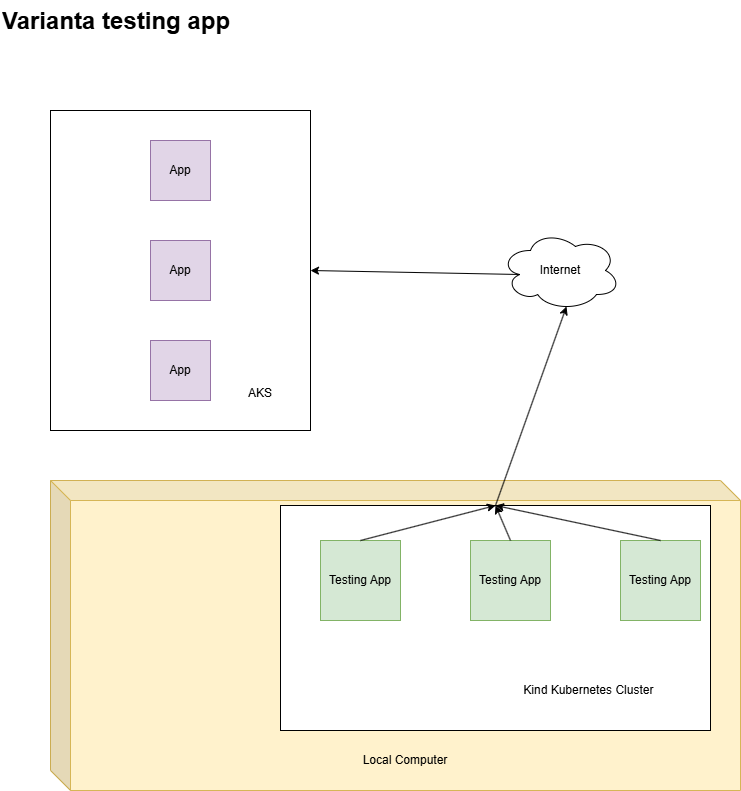 Varianta testing app
App
App
Internet
App
AKS
Testing App
Testing App
Testing App
Kind Kubernetes Cluster
Local Computer